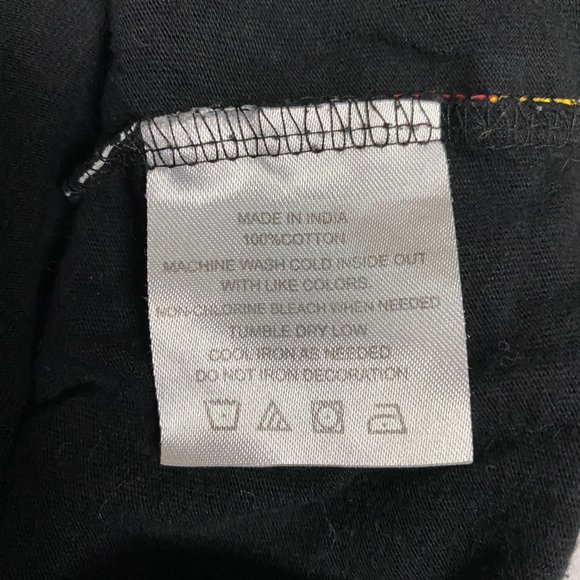 MADE IN INDIA
100%COTTON
MACHINE WASH COLD INSIDE OUT
WITH LIKE COLORS.
NON-CHLORINE BLEACH WHEN NEEDED
TUMBLE DRY LOW
COOL IRON AS NEEDED
DO NOT IRON DECORATION